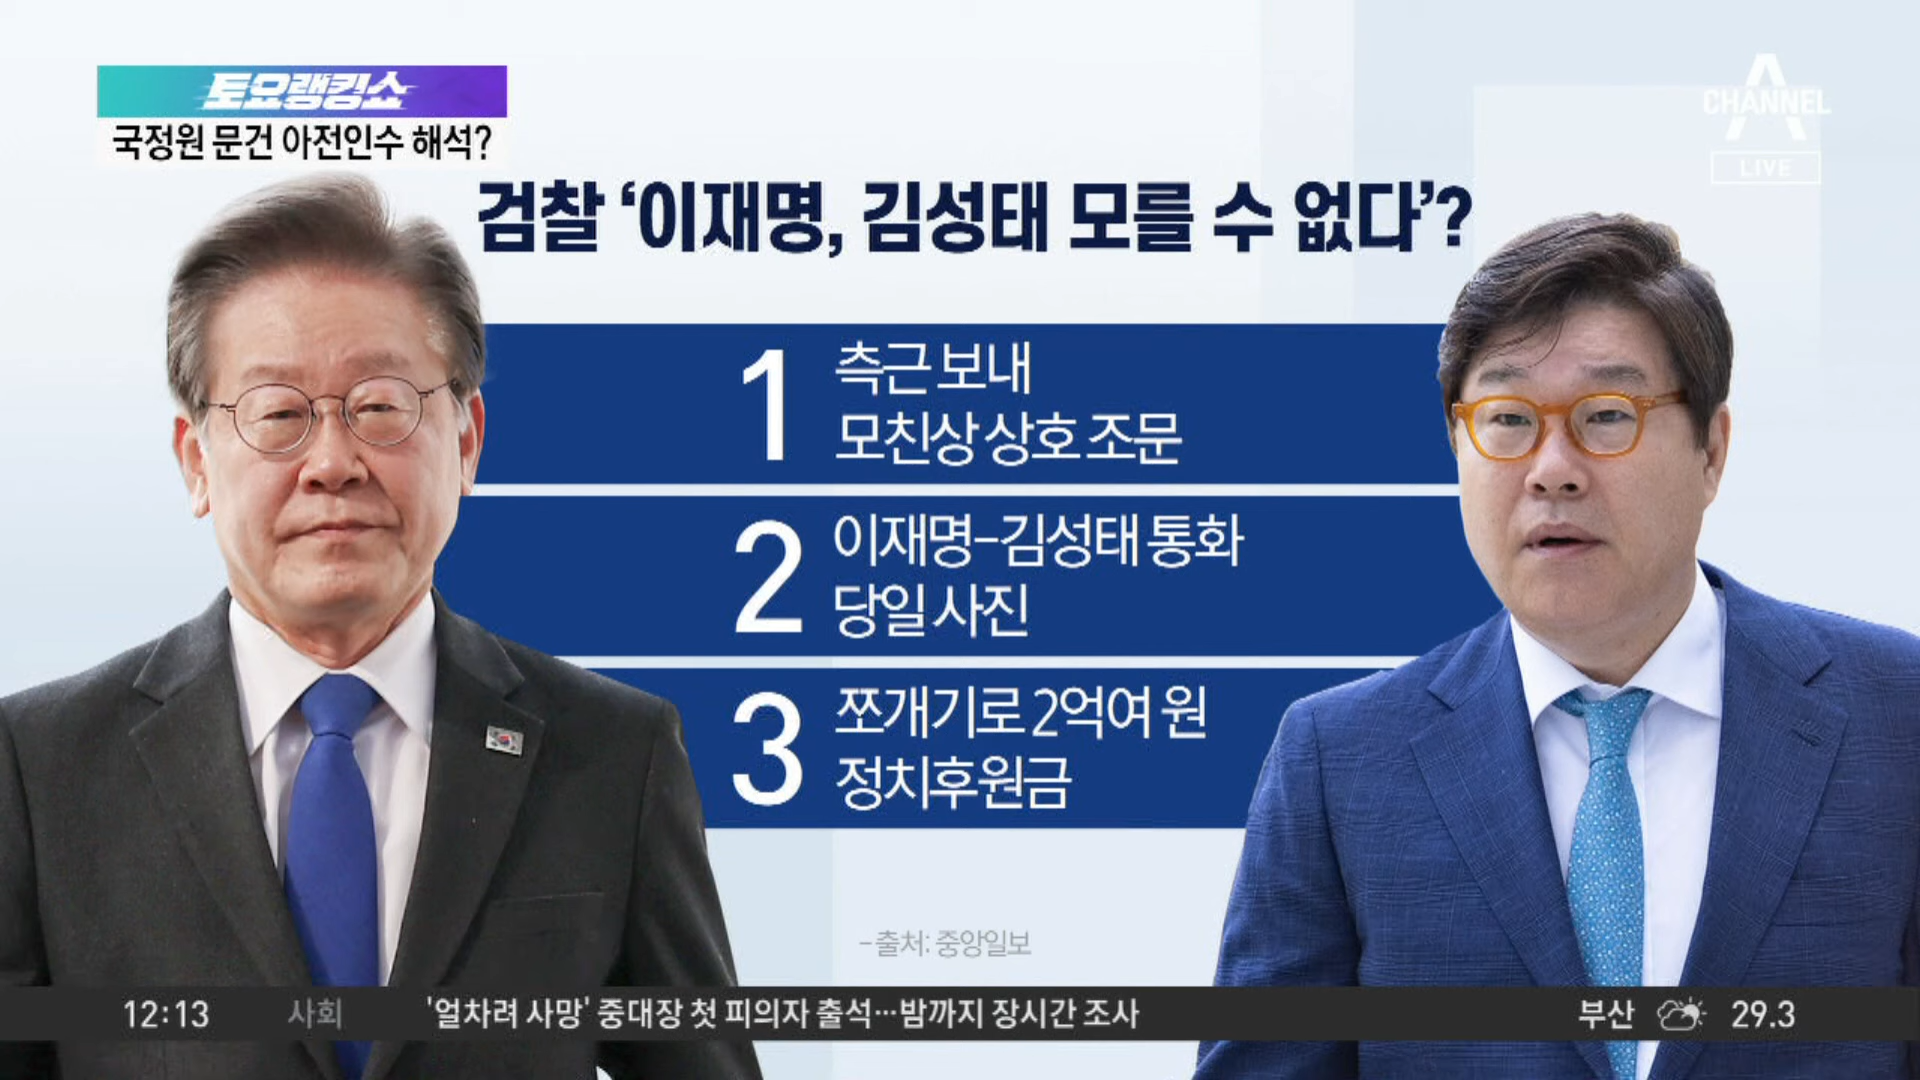 토요랭킹쇼
국정원 문건 아전인수 해석?
CHANNEL A
LIVE
검찰 ‘이재명, 김성태 모를 수 없다’?
1 측근 보내
모친상 상호 조문
2 이재명-김성태 통화
당일 사진
3 쪼개기로 2억여 원
정치후원금
-출처: 중앙일보
12:13 사회 '얼차려 사망' 중대장 첫 피의자 출석…밤까지 장시간 조사 부산 29.3